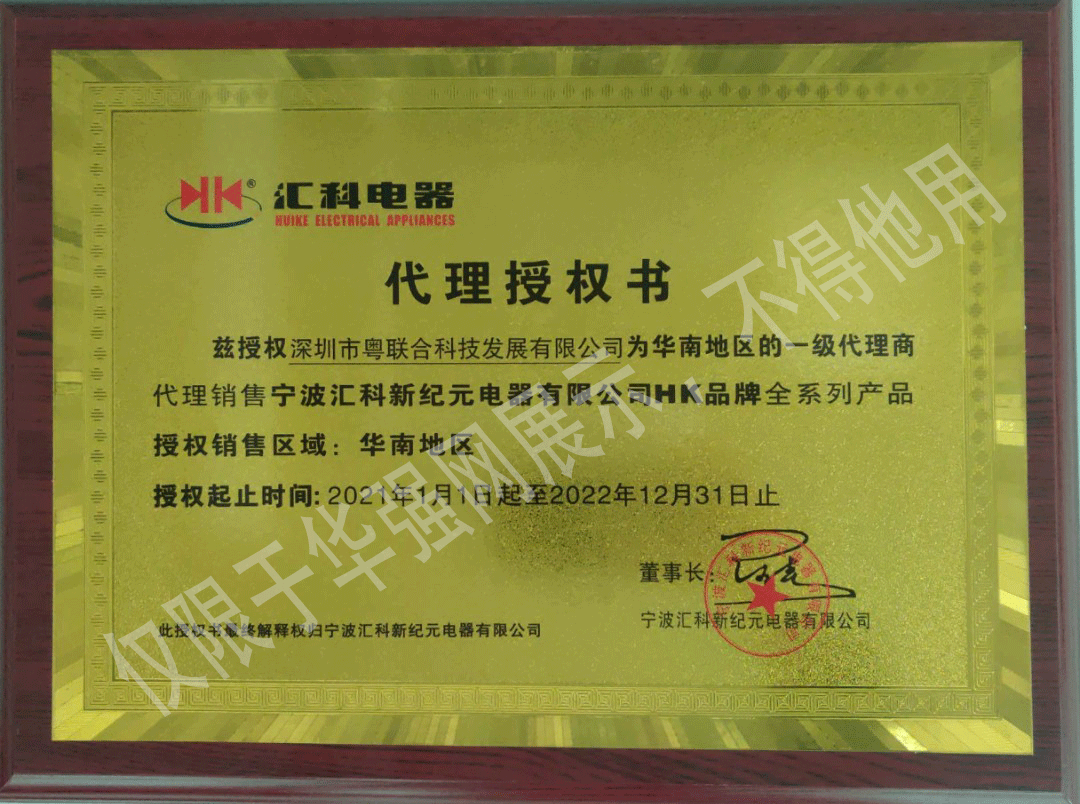 HK®
汇科电器
HUIKE ELECTRICAL APPLIANCES
代理授权书
兹授权深圳市粤联合科技发展有限公司为华南地区的一级代理商
代理销售宁波汇科新纪元电器有限公司HK品牌全系列产品
授权销售区域：华南地区
授权起止时间：2021年1月1日起至2022年12月31日止
董事长：
宁波汇科新纪元电器有限公司
此授权书最终解释权归宁波汇科新纪元电器有限公司
仅限于华强网展示，不得他用